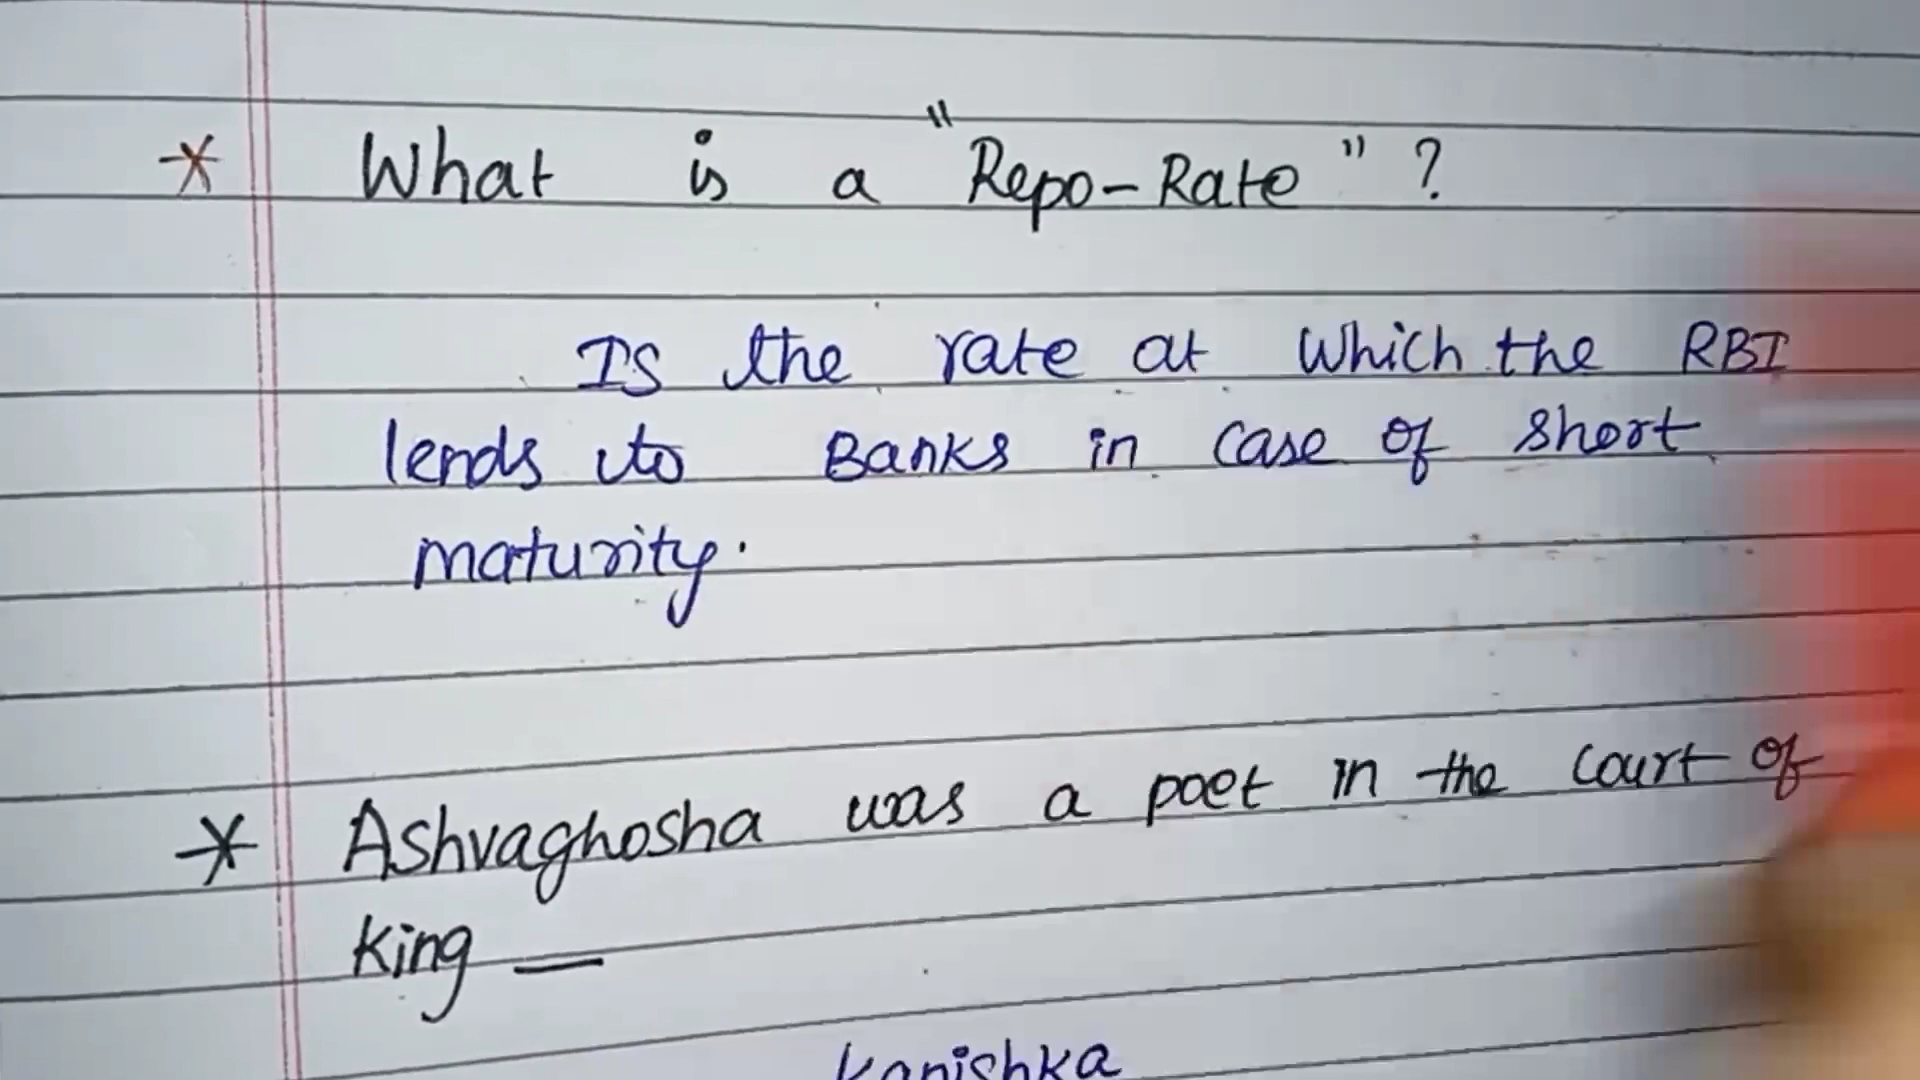 * What is a "Repo-Rate"?
Is the rate at which the RBI
lends to Banks in case of short
maturity.
* Ashvaghosha was a poet in the court of
King —
Kanishka